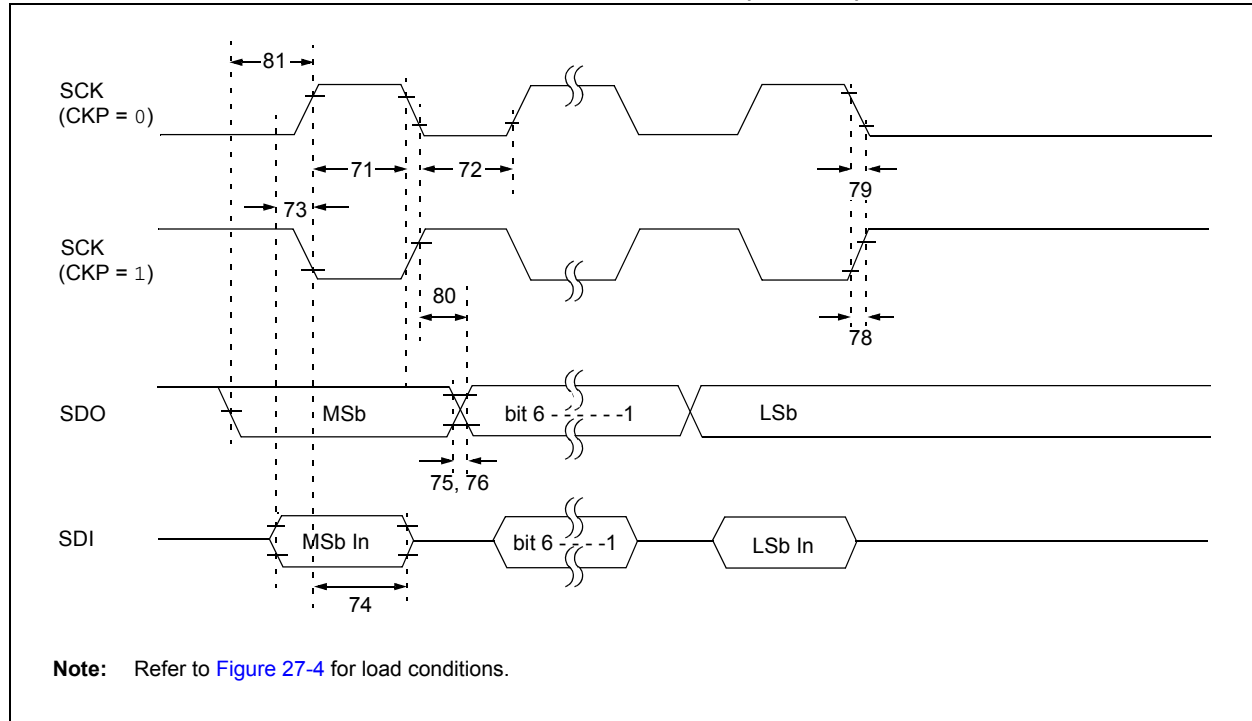 81
SCK
(CKP = 0)
71
72
79
73
SCK
(CKP = 1)
80
78
SDO
MSb
bit 6 - - - - - -1
LSb
75, 76
SDI
MSb In
bit 6 - - - - -1
LSb In
74
Note: Refer to Figure 27-4 for load conditions.